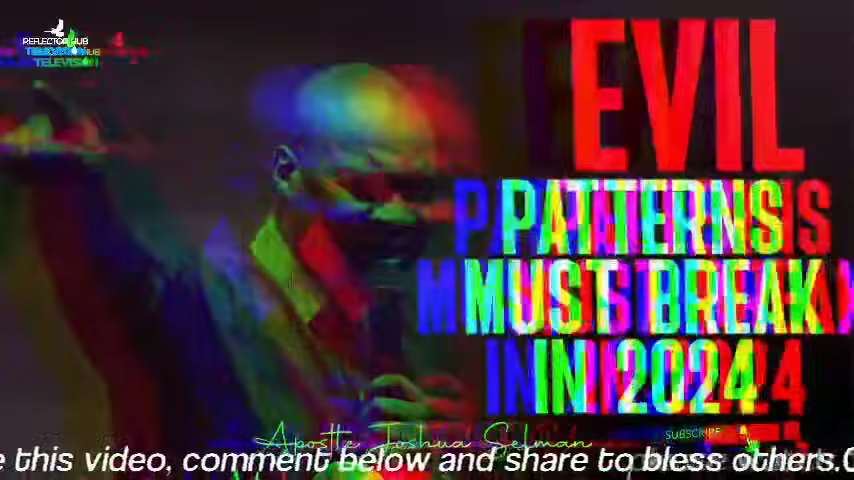 REFLECTOR HUB
TELEVISION
EVIL
PATTERNS
MUST BREAK
IN 2024
Apostle Joshua Selman
SUBSCRIBE
this video, comment below and share to bless others.